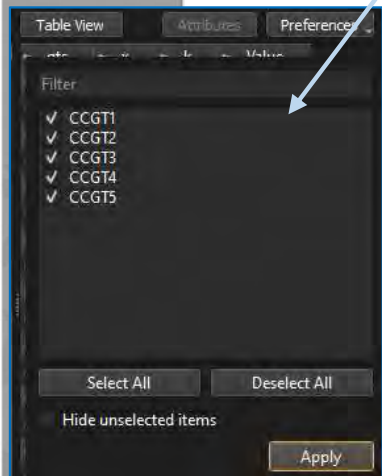 Table View Attributes Preferences
Value
Filter
CCGT1
CCGT2
CCGT3
CCGT4
CCGT5
Select All Deselect All
Hide unselected items
Apply